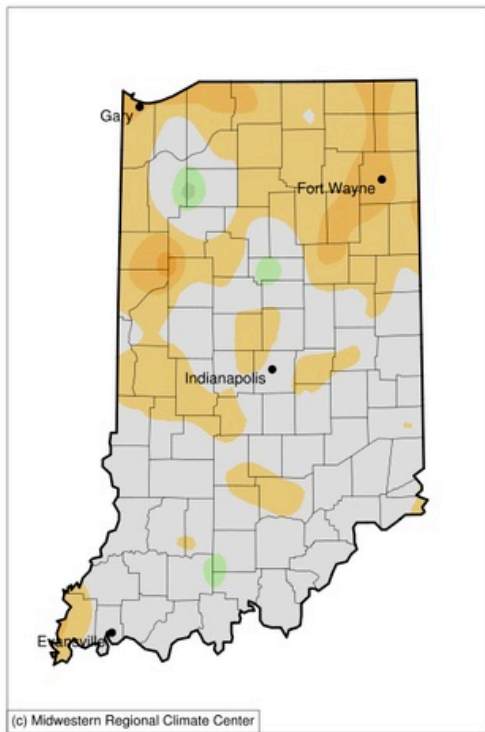 Gary
Fort Wayne
Indianapolis
Evansville
(c) Midwestern Regional Climate Center